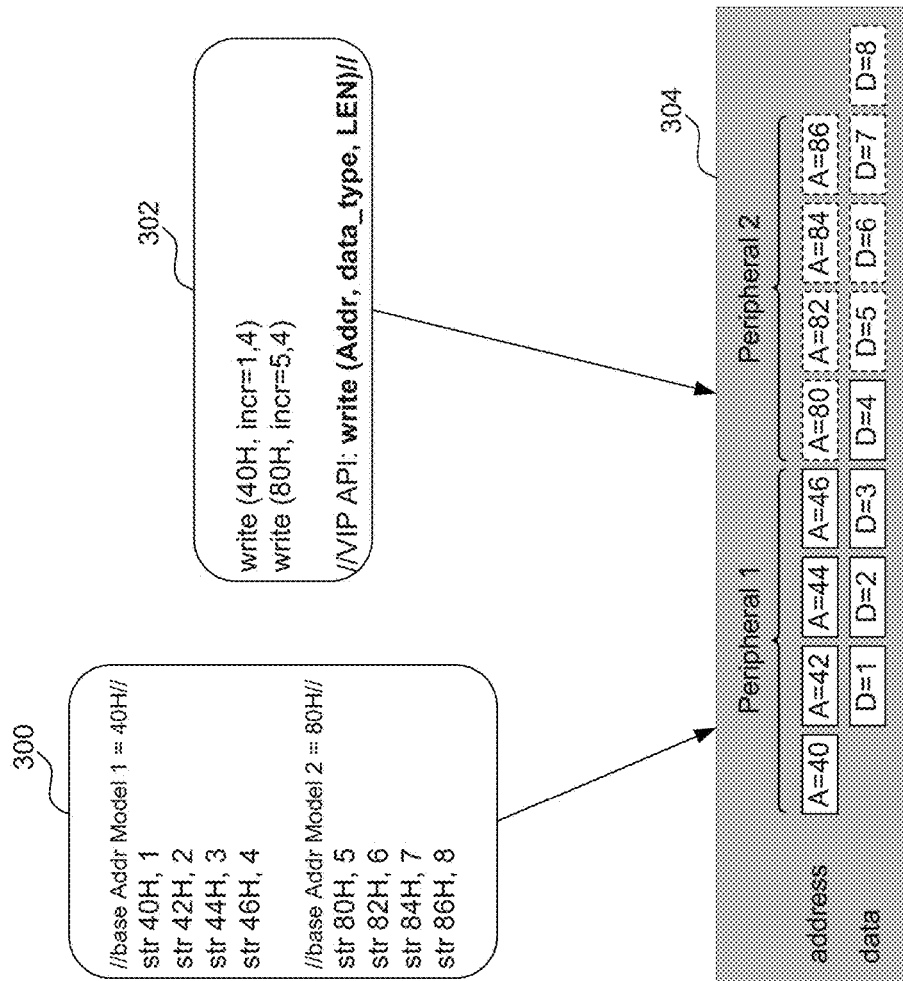 300
//base Addr Model 1 = 40H//
str 40H, 1
str 42H, 2
str 44H, 3
str 46H, 4
//base Addr Model 2 = 80H//
str 80H, 5
str 82H, 6
str 84H, 7
str 86H, 8
302
write (40H, incr=1,4)
write (80H, incr=5,4)
//VIP API: write (Addr, data_type, LEN)//
304
Peripheral 1 Peripheral 2
address A=40 A=42 A=44 A=46 A=80 A=82 A=84 A=86
data D=1 D=2 D=3 D=4 D=5 D=6 D=7 D=8